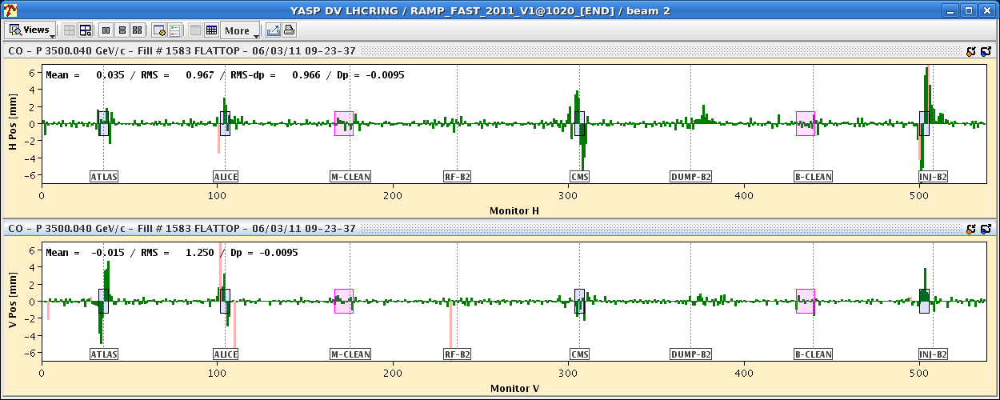 YASP DV LHCRING / RAMP_FAST_2011_V1@1020_[END] / beam 2
Views More
CO - P 3500.040 GeV/c - Fill # 1583 FLATTOP - 06/03/11 09-23-37
Mean = 0.035 / RMS = 0.967 / RMS-dp = 0.966 / Dp = -0.0095
H Pos [mm]
6
4
2
0
-2
-4
-6
ATLAS ALICE M-CLEAN RF-B2 CMS DUMP-B2 B-CLEAN INJ-B2
0 100 200 300 400 500
Monitor H
CO - P 3500.040 GeV/c - Fill # 1583 FLATTOP - 06/03/11 09-23-37
Mean = -0.015 / RMS = 1.250 / Dp = -0.0095
V Pos [mm]
6
4
2
0
-2
-4
-6
ATLAS ALICE M-CLEAN RF-B2 CMS DUMP-B2 B-CLEAN INJ-B2
0 100 200 300 400 500
Monitor V